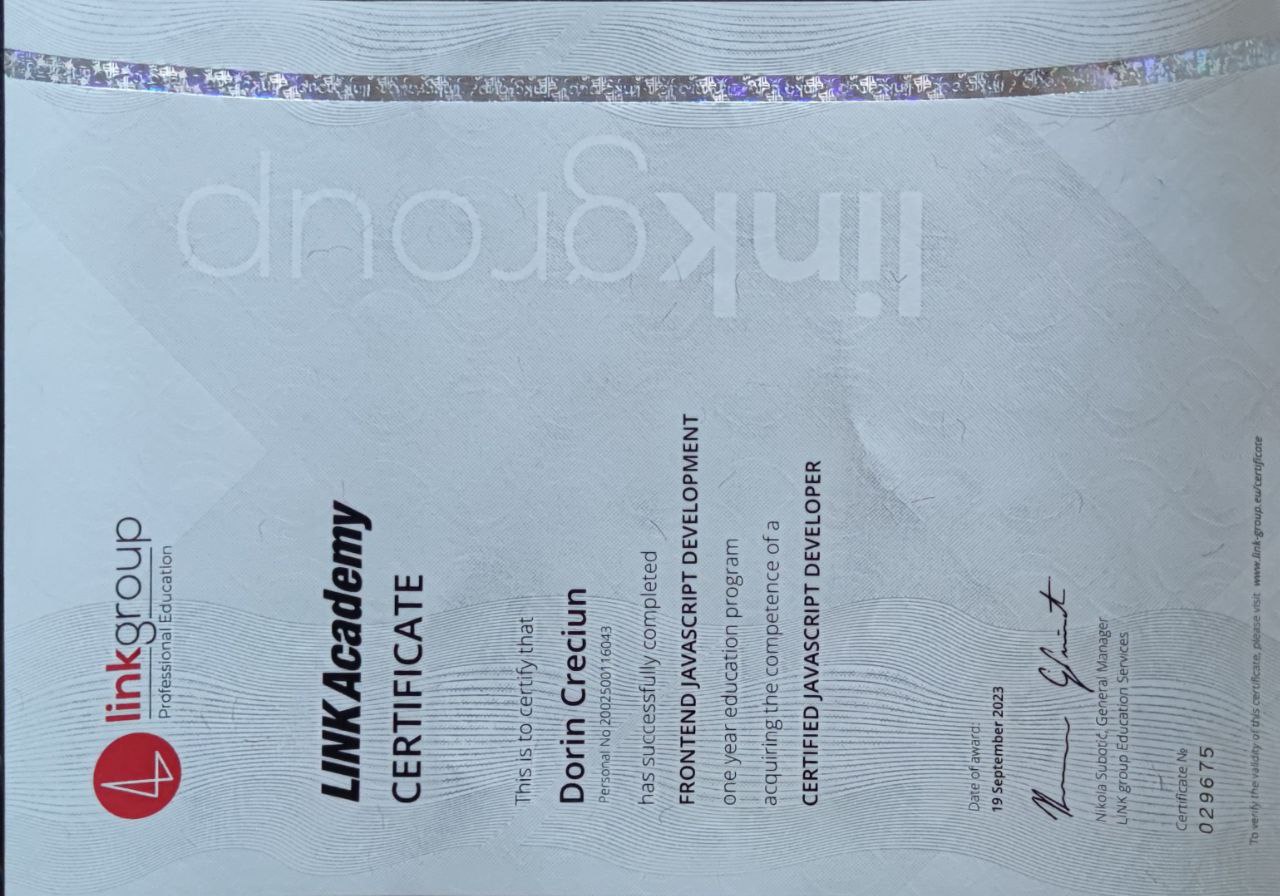 linkgroup
Professional Education
LINK Academy
CERTIFICATE
This is to certify that
Dorin Creciun
Personal No 2002500116043
has successfully completed
FRONTEND JAVASCRIPT DEVELOPMENT
one year education program
acquiring the competence of a
CERTIFIED JAVASCRIPT DEVELOPER
Date of award:
19 September 2023
Nikola Subotić, General Manager
LINK group Education Services
Certificate №
029675
To verify the validity of this certificate, please visit www.link-group.eu/certificate
linkgroup